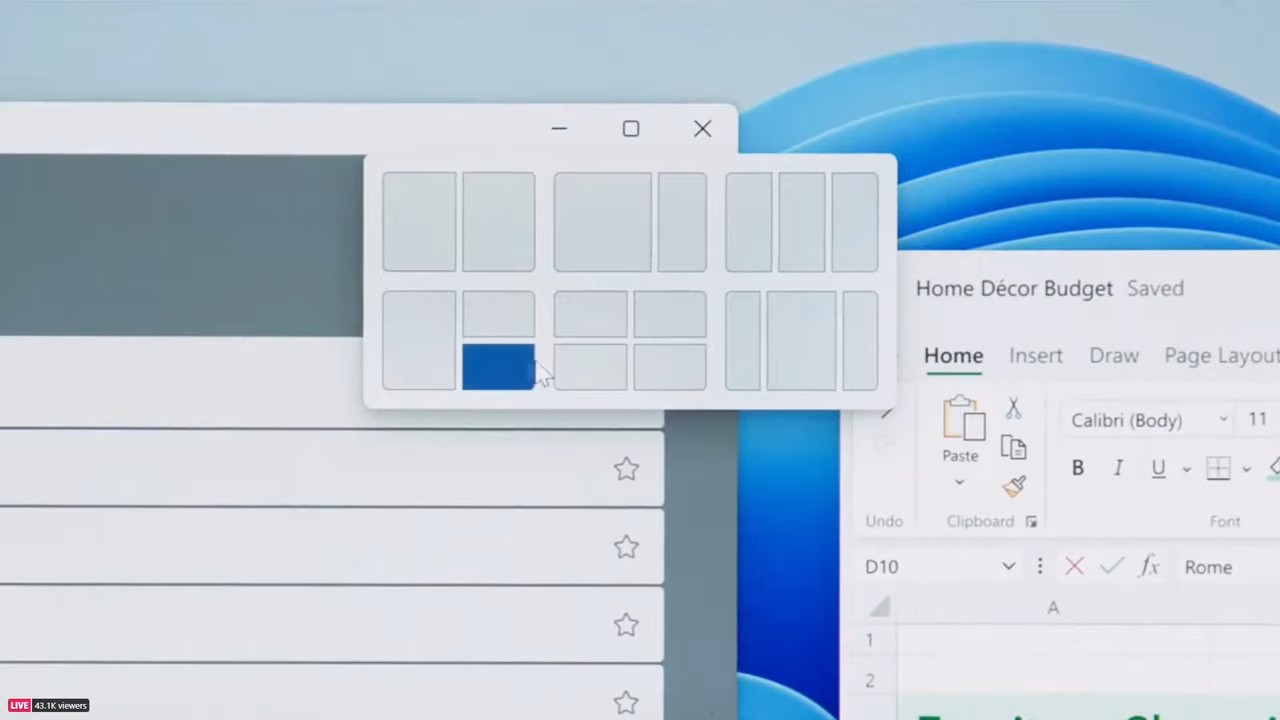 Home Décor Budget Saved
Home Insert Draw Page Layout
Paste
Calibri (Body) 11
B I U
Undo Clipboard Font
D10 fx Rome
A
1
2
LIVE 43.1K viewers